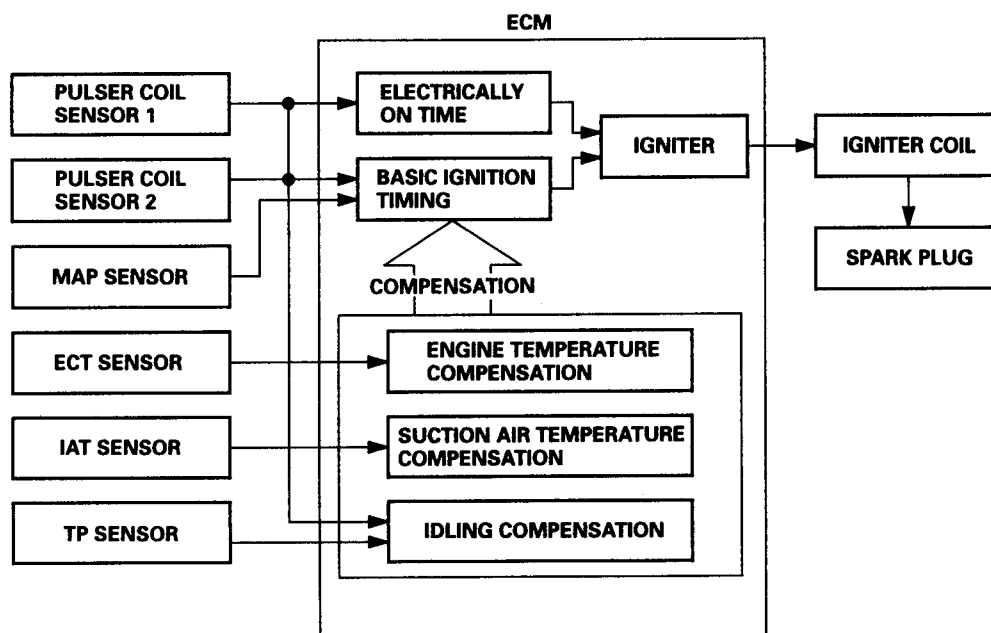 ECM
PULSER COIL
SENSOR 1
ELECTRICALLY
ON TIME
IGNITER
IGNITER COIL
PULSER COIL
SENSOR 2
BASIC IGNITION
TIMING
SPARK PLUG
MAP SENSOR
COMPENSATION
ECT SENSOR
ENGINE TEMPERATURE
COMPENSATION
IAT SENSOR
SUCTION AIR TEMPERATURE
COMPENSATION
TP SENSOR
IDLING COMPENSATION